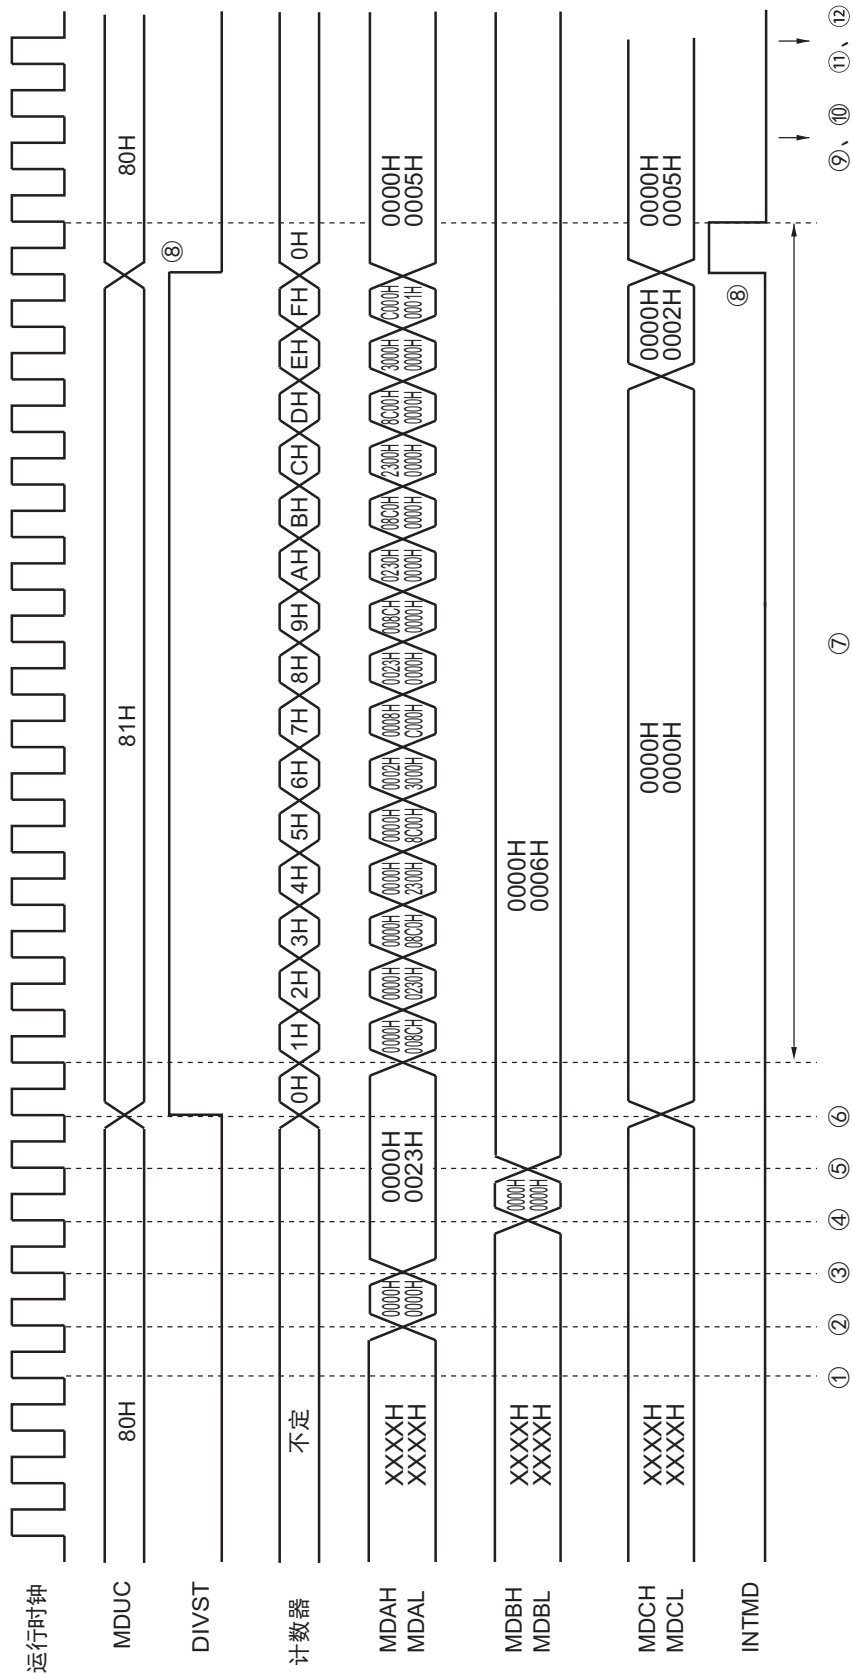 运行时钟
MDUC 80H 81H 80H
DIVST ⑧
计数器 不定 0H 1H 2H 3H 4H 5H 6H 7H 8H 9H AH BH CH DH EH FH 0H
MDAH XXXXH 0000H 0000H 0000H 0000H 0000H 0000H 0000H 0002H 0008H 0023H 008CH 0230H 08C0H 2300H 8C00H 3000H C000H 0000H
MDAL XXXXH 0000H 0023H 008CH 0230H 08C0H 2300H 8C00H 3000H C000H 0000H 0000H 0000H 0000H 0000H 0000H 0000H 0001H 0005H
MDBH XXXXH 0000H 0000H
MDBL XXXXH 0000H 0006H
MDCH XXXXH 0000H 0000H 0000H
MDCL XXXXH 0000H 0002H 0005H
INTMD ⑧
① ② ③ ④ ⑤ ⑥ ⑦ ⑨、⑩ ⑪、⑫